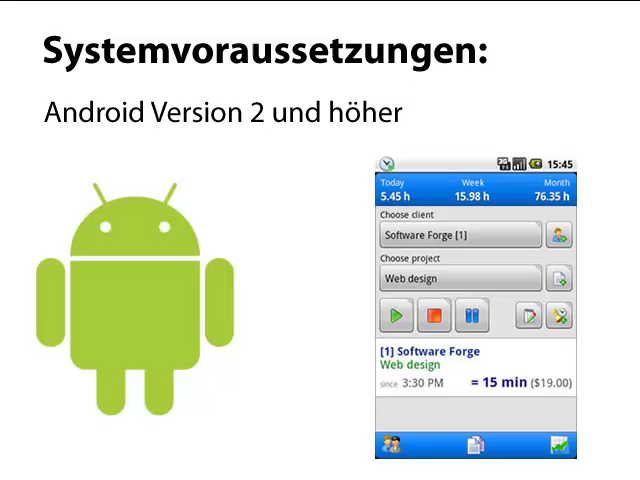 Systemvoraussetzungen:
Android Version 2 und höher
15:45
Today Week Month
5.45 h 15.98 h 76.35 h
Choose client
Software Forge [1]
Choose project
Web design
[1] Software Forge
Web design
since 3:30 PM = 15 min ($19.00)